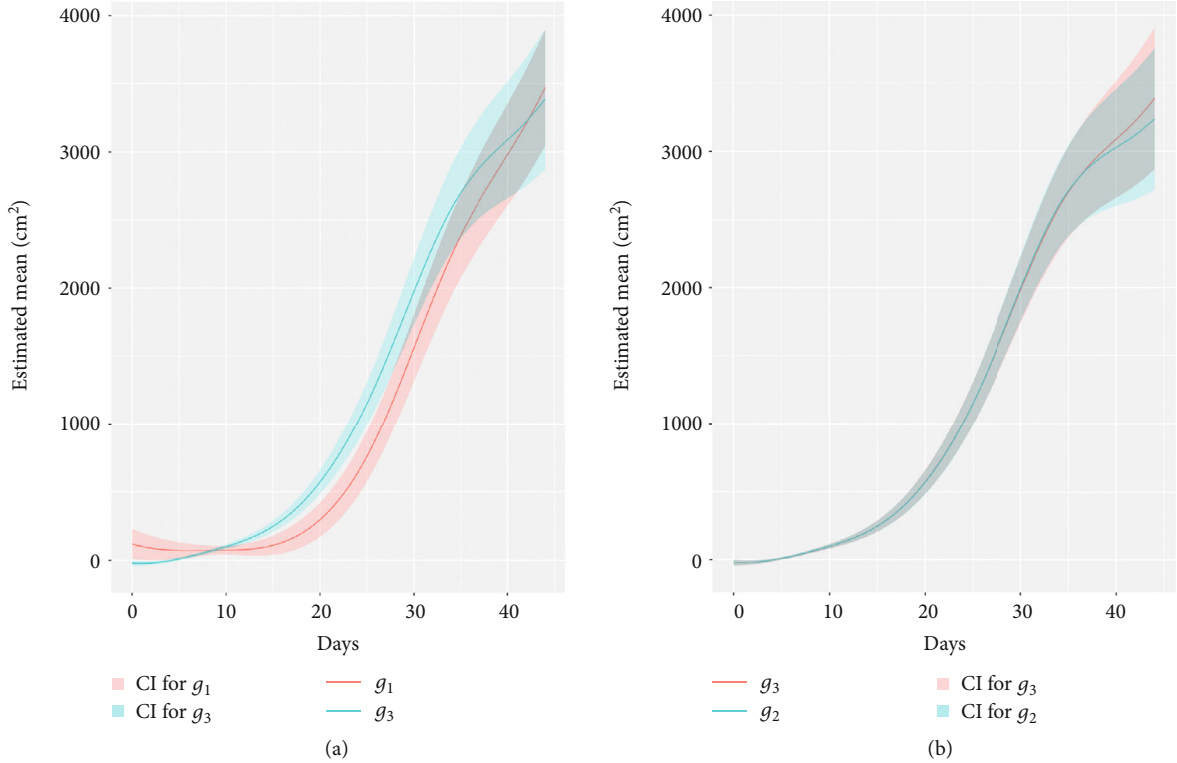 4000
3000
2000
1000
0
Estimated mean (cm²)
0 10 20 30 40
Days
CI for g₁
g₁
CI for g₃
g₃
(a)
4000
3000
2000
1000
0
Estimated mean (cm²)
0 10 20 30 40
Days
g₃
CI for g₃
g₂
CI for g₂
(b)